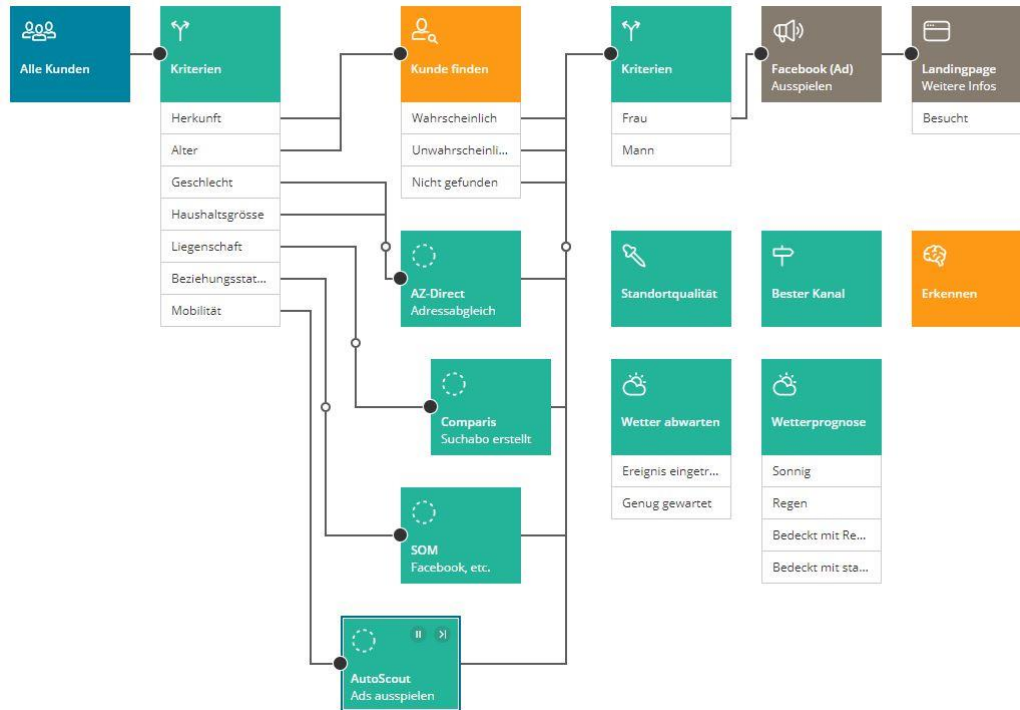 Alle Kunden
Kriterien
Herkunft
Alter
Geschlecht
Haushaltsgrösse
Liegenschaft
Beziehungsstat...
Mobilität
Kunde finden
Wahrscheinlich
Unwahrscheinli...
Nicht gefunden
AZ-Direct
Adressabgleich
Comparis
Suchabo erstellt
SOM
Facebook, etc.
AutoScout
Ads ausspielen
Kriterien
Frau
Mann
Facebook (Ad)
Ausspielen
Landingpage
Weitere Infos
Besucht
Standortqualität
Bester Kanal
Erkennen
Wetter abwarten
Ereignis eingetr...
Genug gewartet
Wetterprognose
Sonnig
Regen
Bedeckt mit Re...
Bedeckt mit sta...